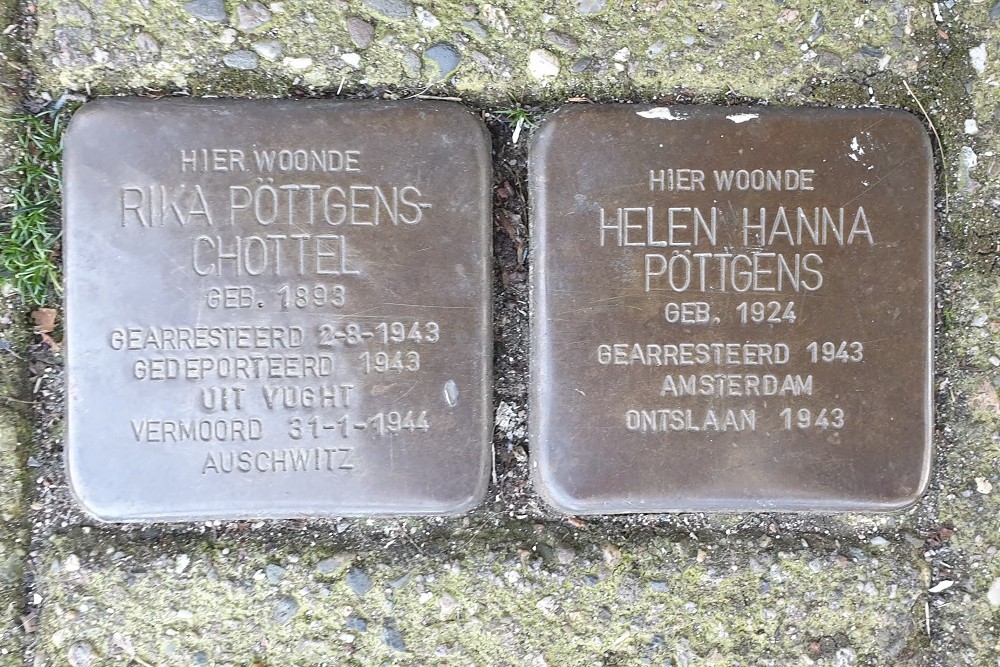 HIER WOONDE
RIKA PÖTTGENS-
CHOTTEL
GEB. 1893
GEARRESTEERD 2-8-1943
GEDEPORTEERD 1943
UIT VUGHT
VERMOORD 31-1-1944
AUSCHWITZ
HIER WOONDE
HELEN HANNA
PÖTTGENS
GEB. 1924
GEARRESTEERD 1943
AMSTERDAM
ONTSLAAN 1943